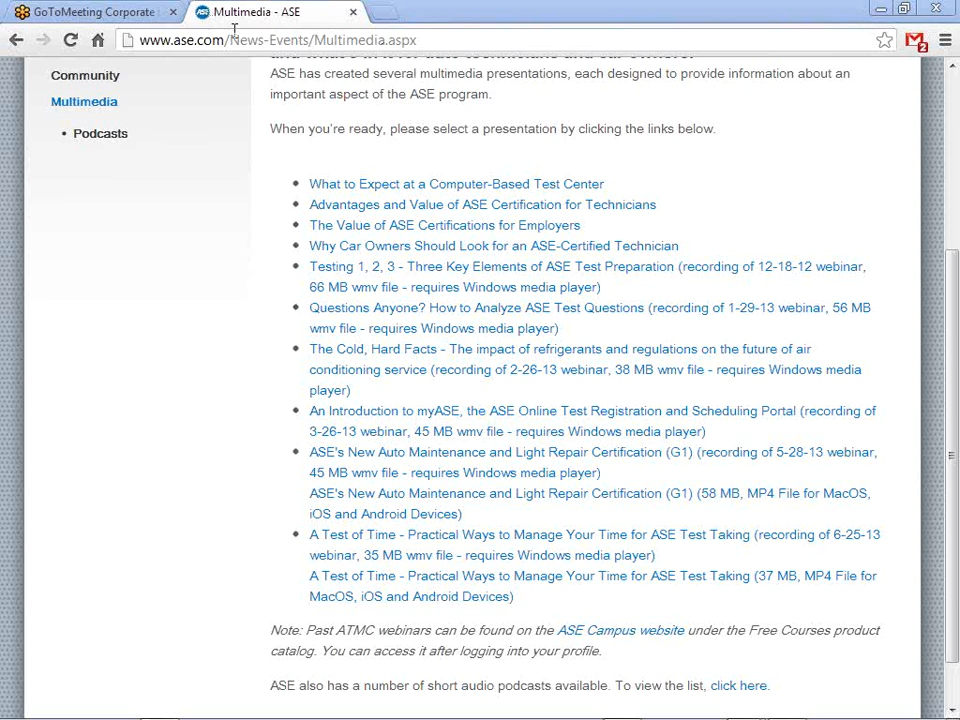 GoToMeeting Corporate
Multimedia - ASE
www.ase.com/News-Events/Multimedia.aspx
2
Community
ASE has created several multimedia presentations, each designed to provide information about an
Multimedia
important aspect of the ASE program.
• Podcasts
When you're ready, please select a presentation by clicking the links below.
• What to Expect at a Computer-Based Test Center
• Advantages and Value of ASE Certification for Technicians
• The Value of ASE Certifications for Employers
• Why Car Owners Should Look for an ASE-Certified Technician
• Testing 1, 2, 3 - Three Key Elements of ASE Test Preparation (recording of 12-18-12 webinar,
66 MB wmv file - requires Windows media player)
• Questions Anyone? How to Analyze ASE Test Questions (recording of 1-29-13 webinar, 56 MB
wmv file - requires Windows media player)
• The Cold, Hard Facts - The impact of refrigerants and regulations on the future of air
conditioning service (recording of 2-26-13 webinar, 38 MB wmv file - requires Windows media
player)
• An Introduction to myASE, the ASE Online Test Registration and Scheduling Portal (recording of
3-26-13 webinar, 45 MB wmv file - requires Windows media player)
• ASE's New Auto Maintenance and Light Repair Certification (G1) (recording of 5-28-13 webinar,
45 MB wmv file - requires Windows media player)
ASE's New Auto Maintenance and Light Repair Certification (G1) (58 MB, MP4 File for MacOS,
iOS and Android Devices)
• A Test of Time - Practical Ways to Manage Your Time for ASE Test Taking (recording of 6-25-13
webinar, 35 MB wmv file - requires Windows media player)
A Test of Time - Practical Ways to Manage Your Time for ASE Test Taking (37 MB, MP4 File for
MacOS, iOS and Android Devices)
Note: Past ATMC webinars can be found on the ASE Campus website under the Free Courses product
catalog. You can access it after logging into your profile.
ASE also has a number of short audio podcasts available. To view the list, click here.